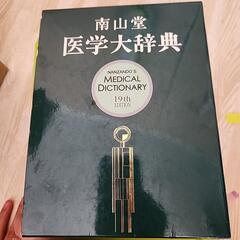 南山堂
医学大辞典
NANZANDO'S
MEDICAL
DICTIONARY
19th
EDITION